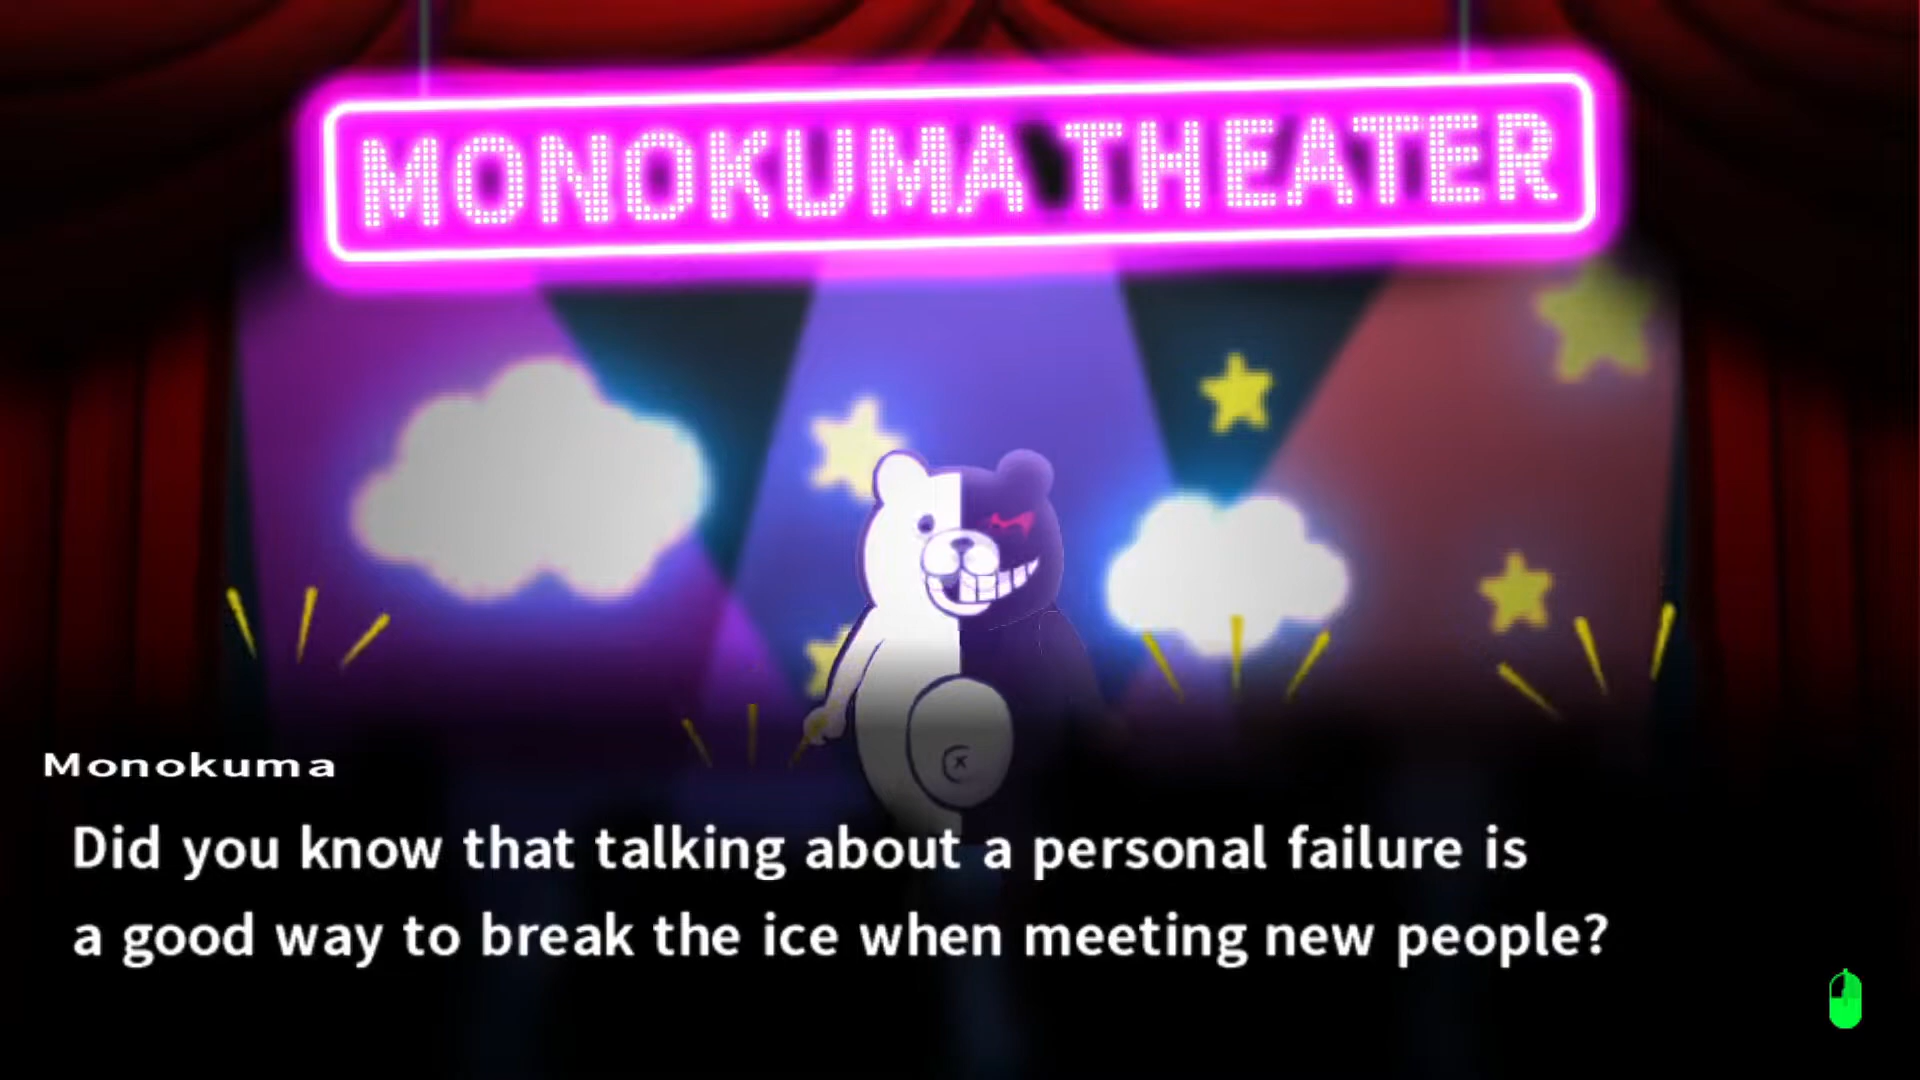 MONOKUMA THEATER
Monokuma
Did you know that talking about a personal failure is
a good way to break the ice when meeting new people?